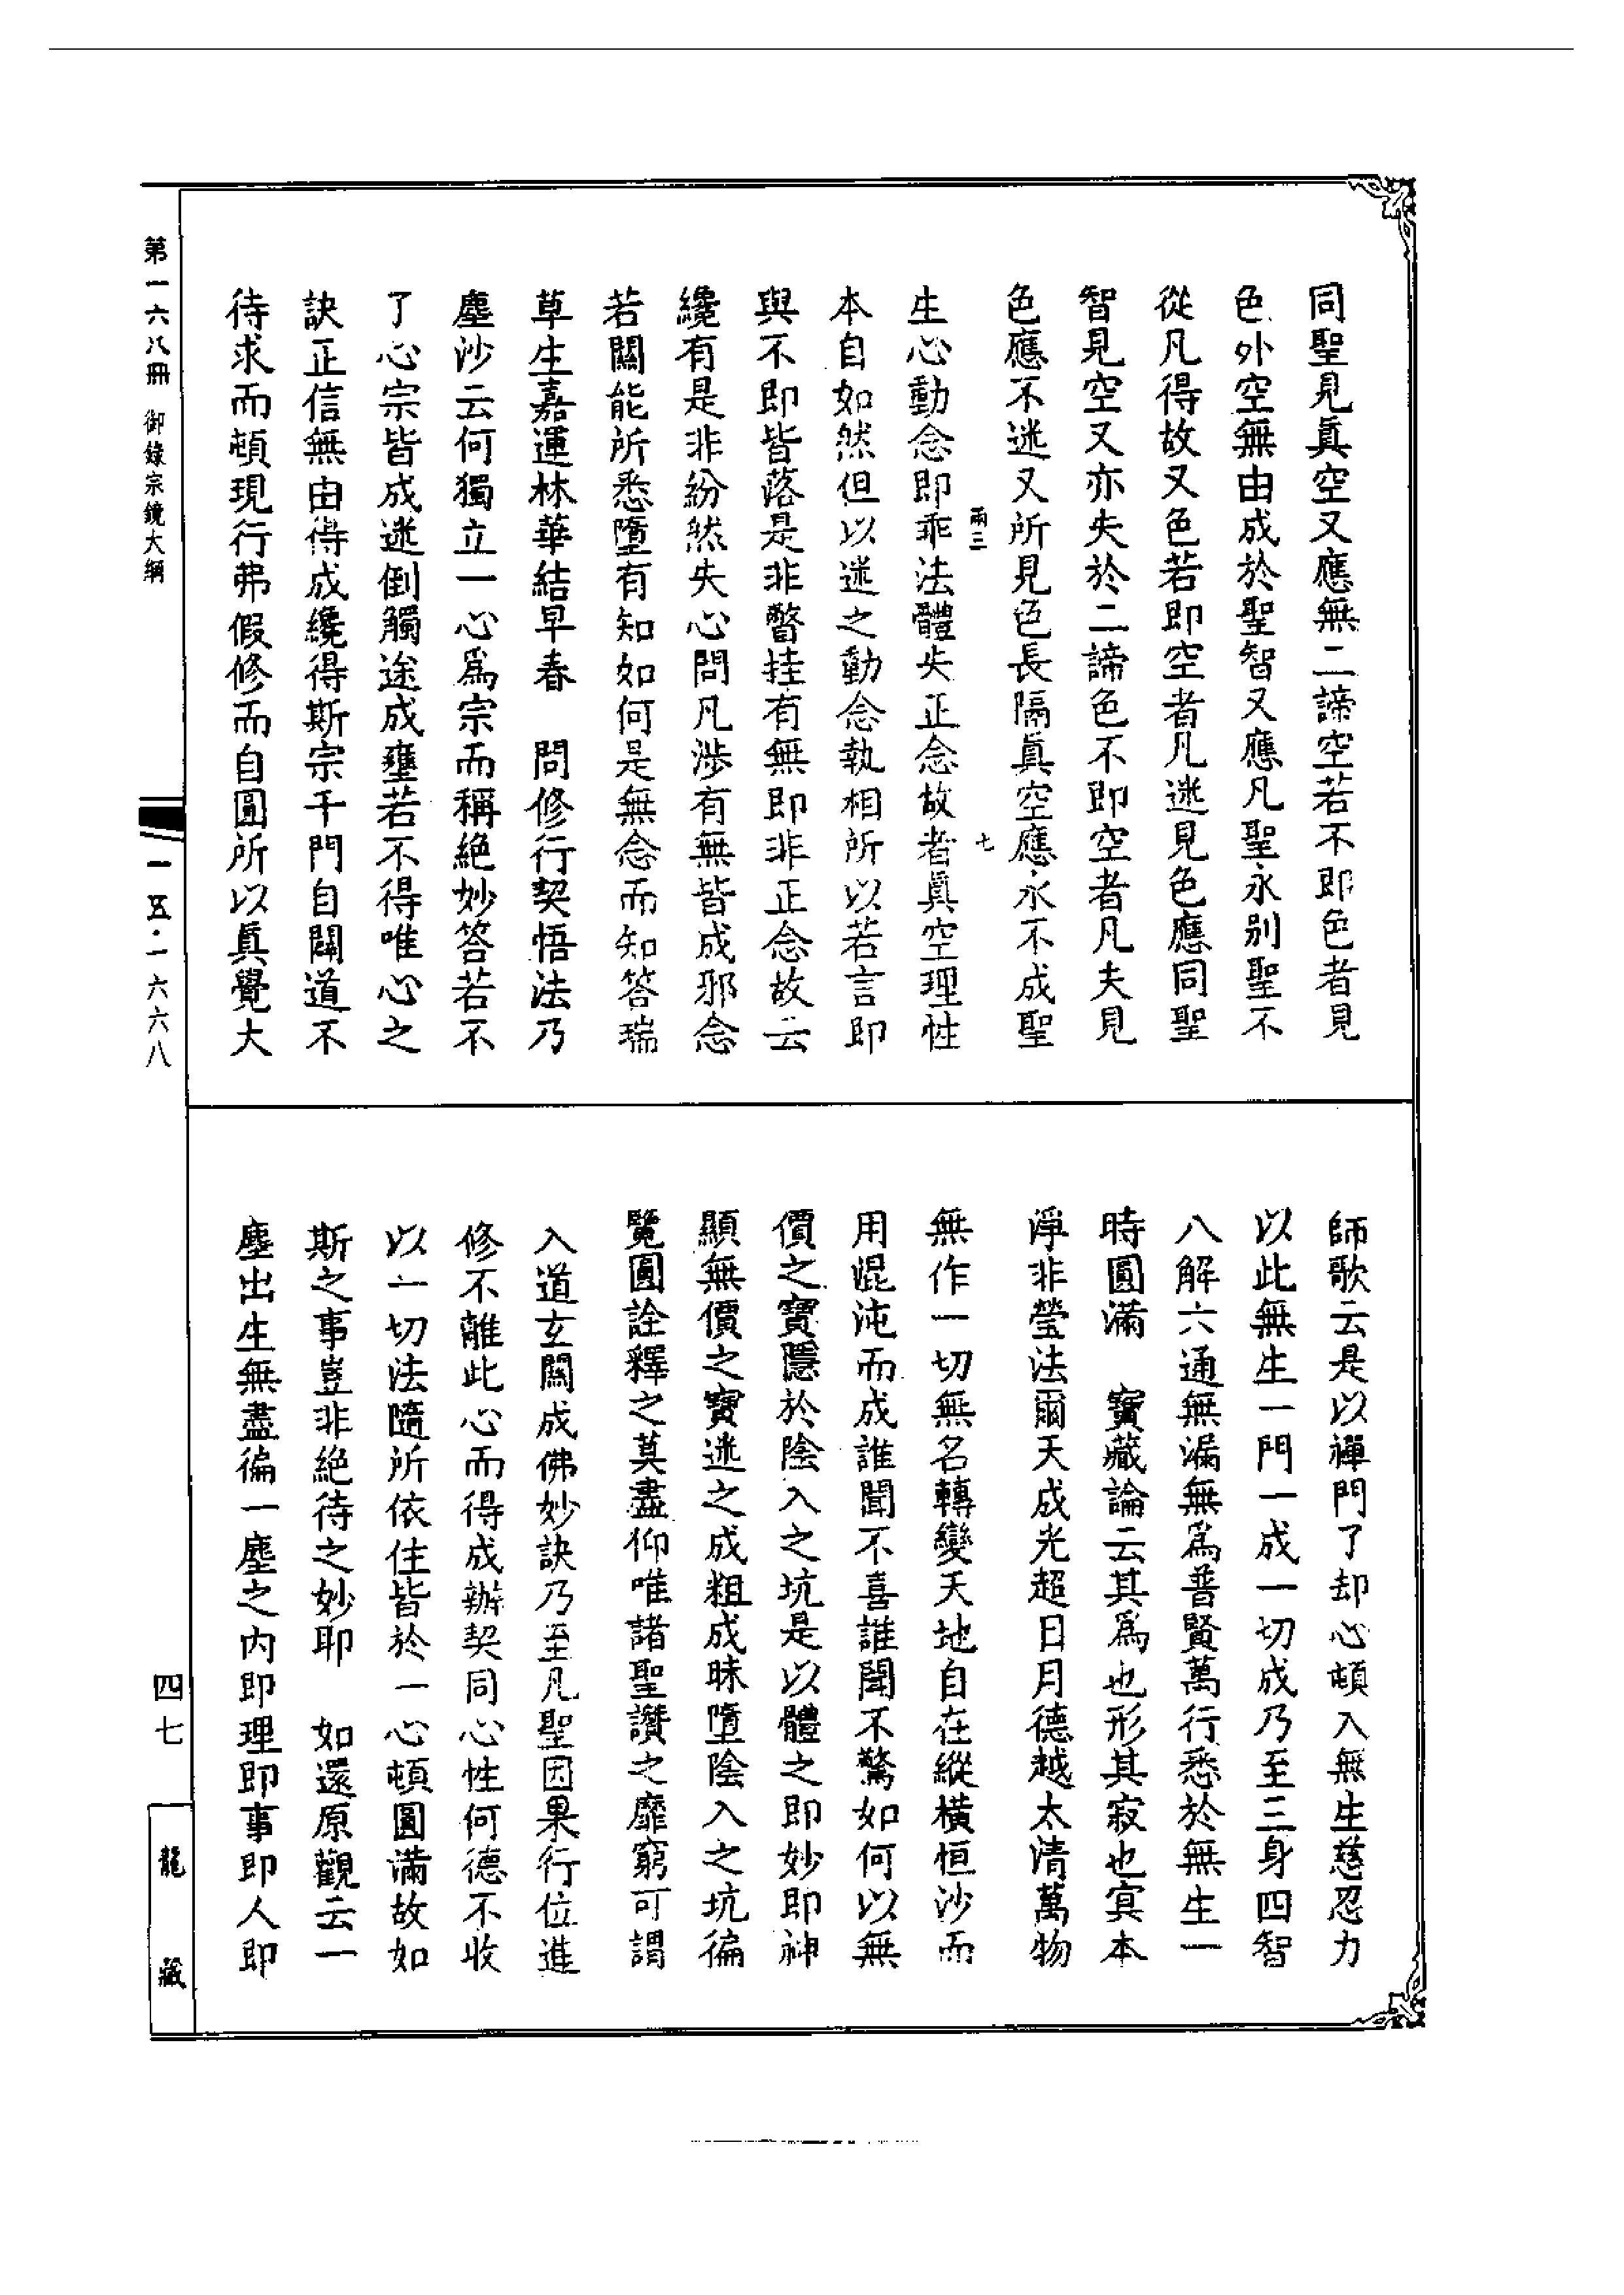 同聖見眞空又應無二諦空若不即色者見
色外空無由成於聖智又應凡聖永別聖不
從凡得故又色若即空者凡迷見色應同聖
智見空又亦失於二諦色不即空者凡夫見
色應不迷又所見色長隔眞空應永不成聖
兩三
七
生心動念即乖法體失正念故者眞空理性
本自如然但以迷之動念執相所以若言即
與不即皆落是非瞥挂有無即非正念故云
纔有是非紛然失心問凡涉有無皆成邪念
若關能所悉墮有知如何是無念而知答瑞
草生嘉運林華結早春 問修行契悟法乃
塵沙云何獨立一心爲宗而稱絶妙答若不
了心宗皆成迷倒觸途成壅若不得唯心之
訣正信無由得成纔得斯宗千門自闢道不
待求而頓現行弗假修而自圓所以眞覺大
師歌云是以禪門了却心頓入無生慈忍力
以此無生一門一成一切成乃至三身四智
八解六通無漏無爲普賢萬行悉於無生一
時圓滿 寶藏論云其爲也形其寂也冥本
淨非瑩法爾天成光超日月德越太清萬物
無作一切無名轉變天地自在縱橫恒沙而
用混沌而成誰聞不喜誰聞不驚如何以無
價之寶隱於陰入之坑是以體之即妙即神
顯無價之寶迷之成粗成昧墮陰入之坑徧
覽圓詮釋之莫盡仰唯諸聖讚之靡窮可謂
入道玄關成佛妙訣乃至凡聖因果行位進
修不離此心而得成辦契同心性何德不收
以一切法隨所依住皆於一心頓圓滿故如
斯之事豈非絶待之妙耶 如還原觀云一
塵出生無盡徧一塵之内即理即事即人即
第一六八冊 御錄宗鏡大綱
一五·一六六八
四七
龍藏